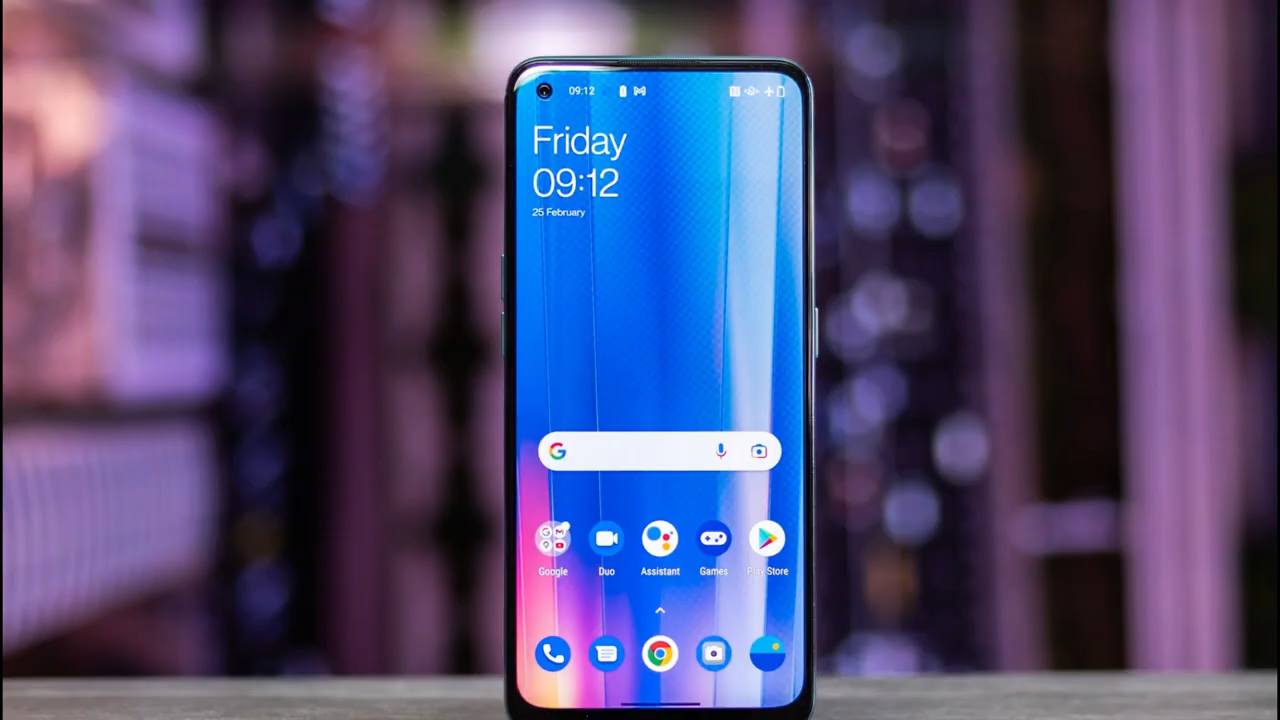 09:12
Friday
09:12
25 February
G
Google
Duo
Assistant
Games
Play Store